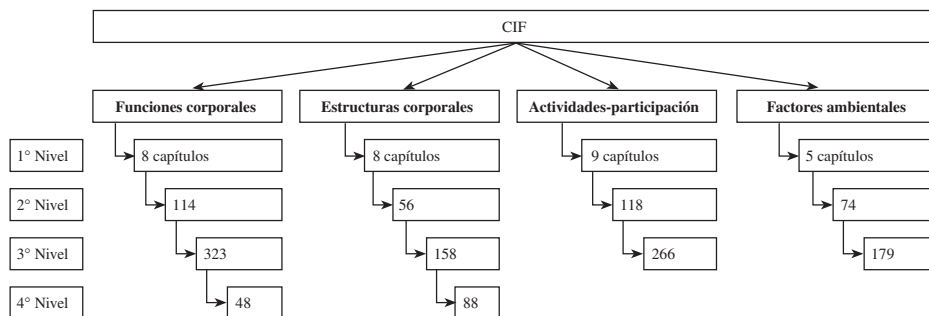 CIF
Funciones corporales Estructuras corporales Actividades-participación Factores ambientales
1° Nivel 8 capítulos 8 capítulos 9 capítulos 5 capítulos
2° Nivel 114 56 118 74
3° Nivel 323 158 266 179
4° Nivel 48 88